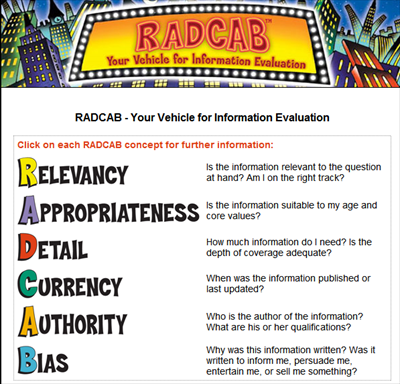 RADCAB™
Your Vehicle for Information Evaluation
RADCAB - Your Vehicle for Information Evaluation
Click on each RADCAB concept for further information:
RELEVANCY
Is the information relevant to the question
at hand? Am I on the right track?
APPROPRIATENESS
Is the information suitable to my age and
core values?
DETAIL
How much information do I need? Is the
depth of coverage adequate?
CURRENCY
When was the information published or
last updated?
AUTHORITY
Who is the author of the information?
What are his or her qualifications?
BIAS
Why was this information written? Was it
written to inform me, persuade me,
entertain me, or sell me something?